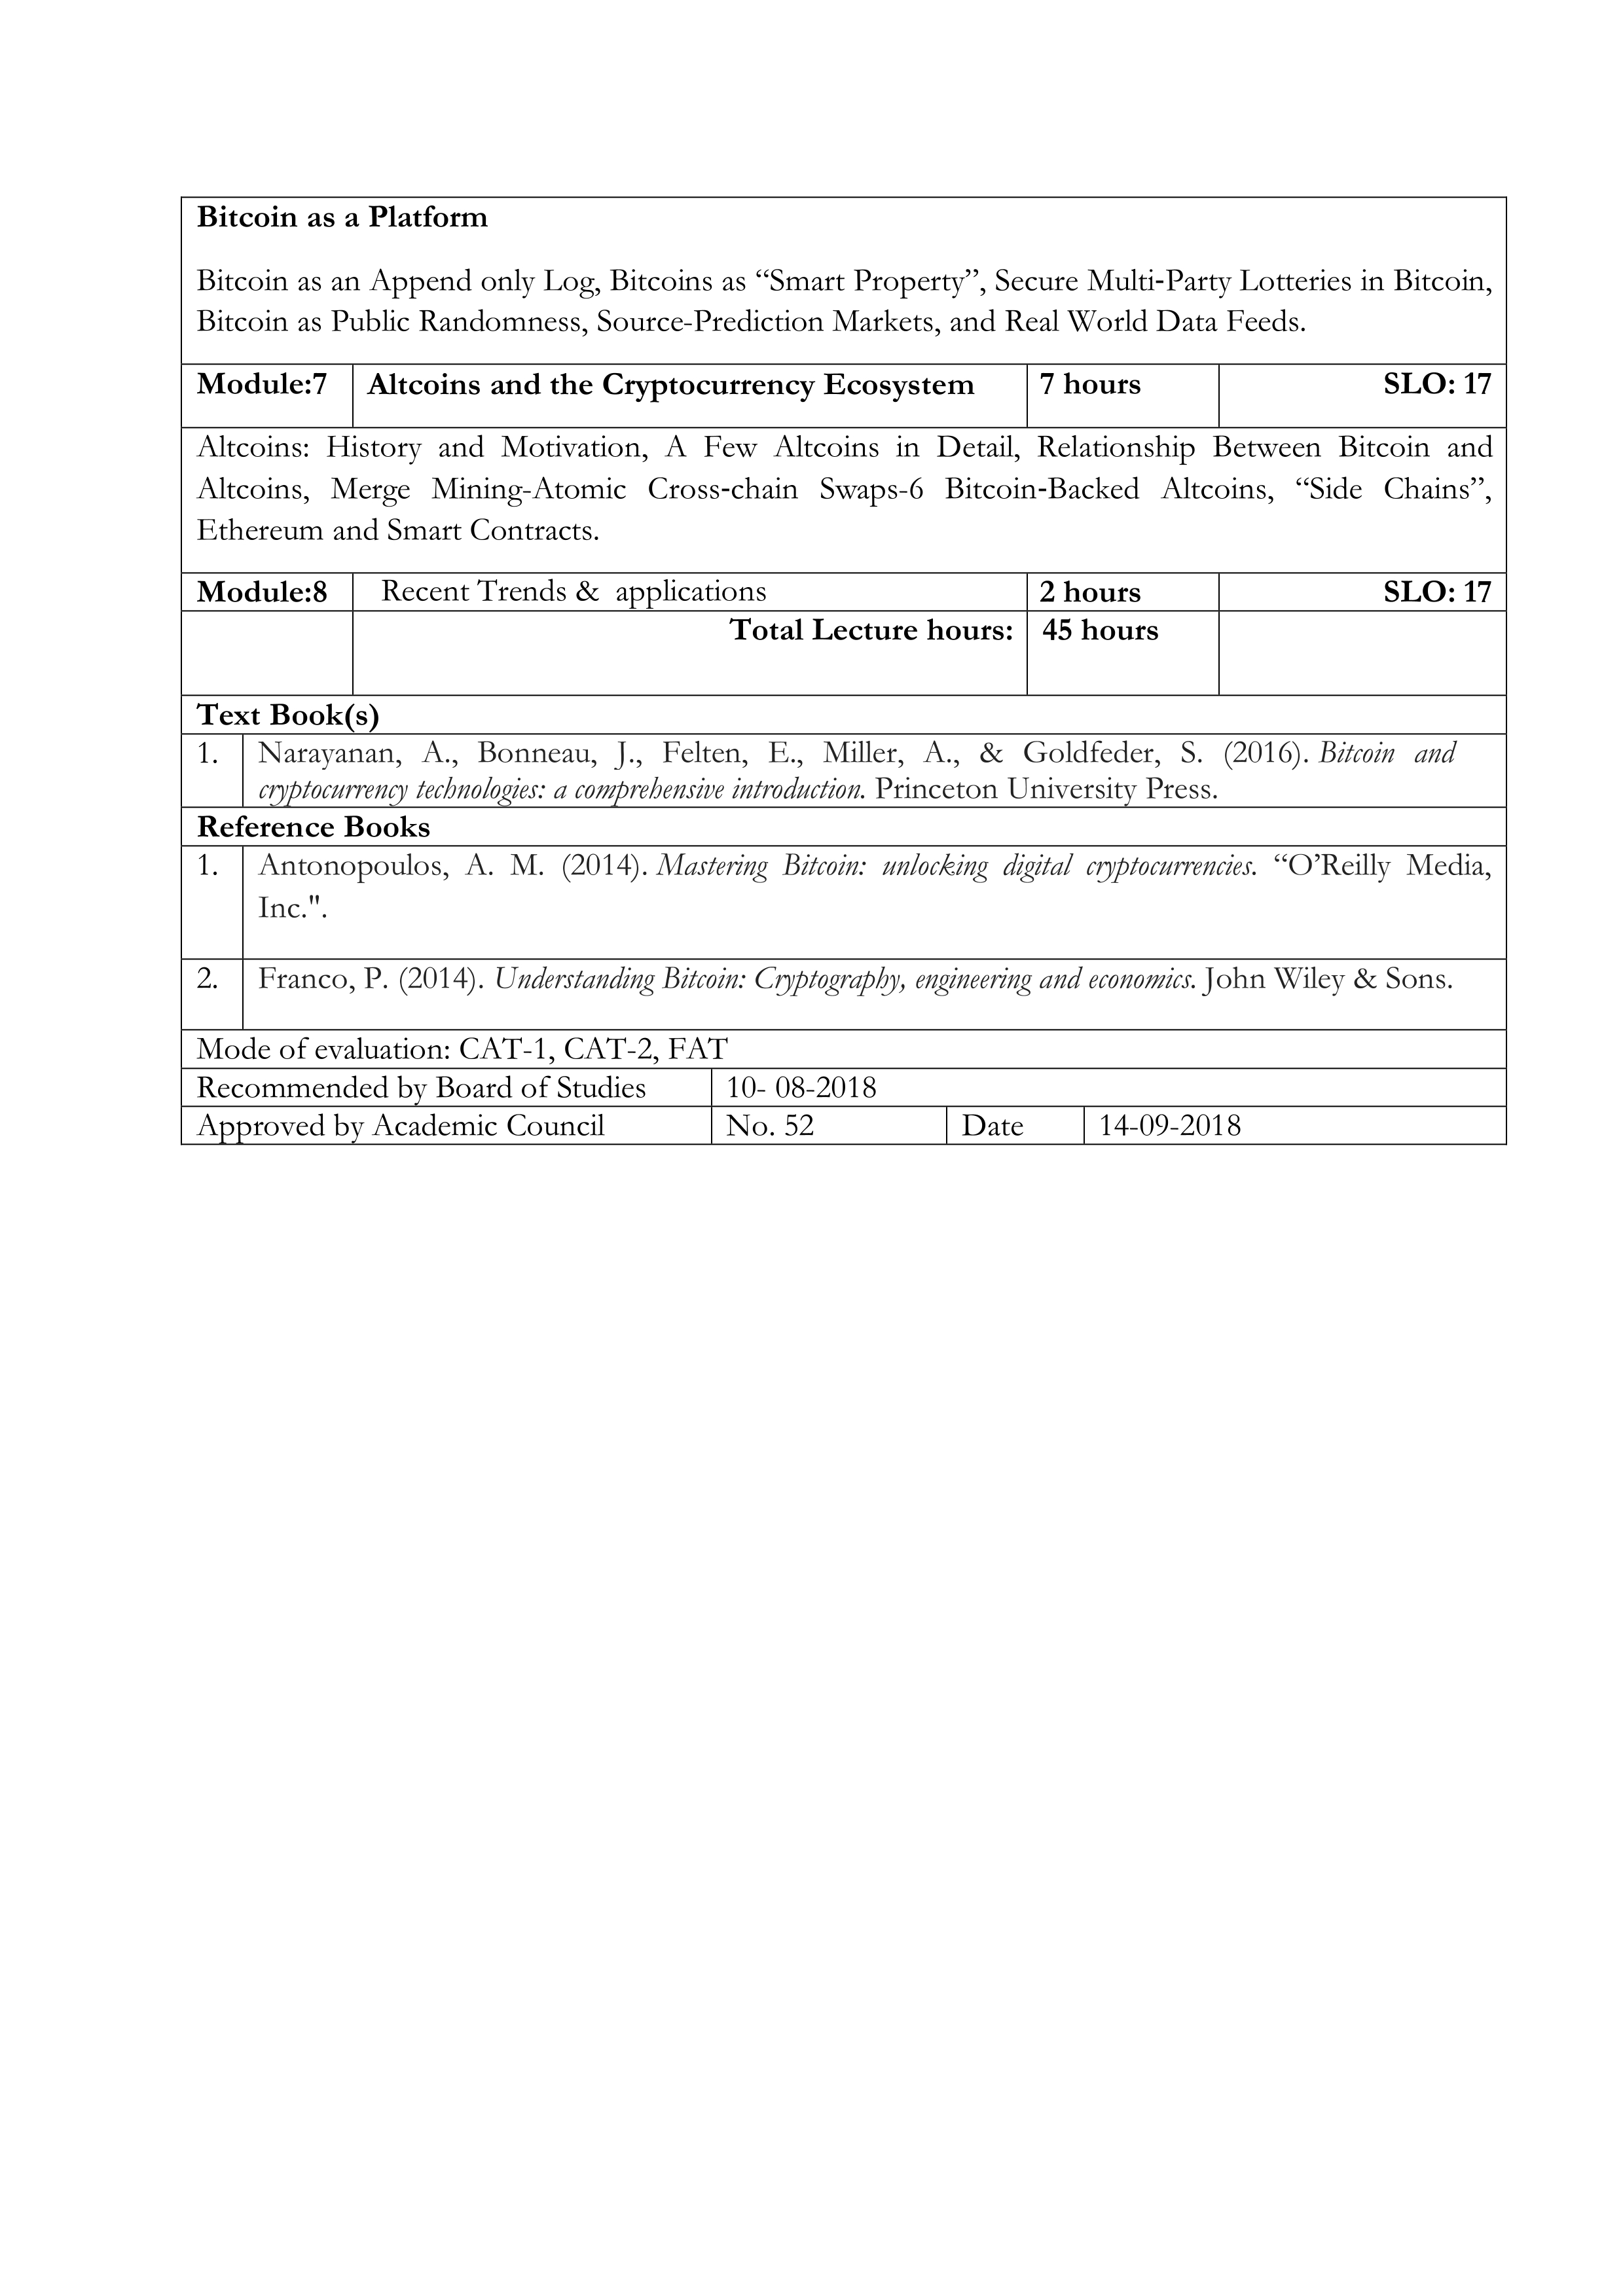 Bitcoin as a Platform
Bitcoin as an Append only Log, Bitcoins as “Smart Property”, Secure Multi-Party Lotteries in Bitcoin,
Bitcoin as Public Randomness, Source-Prediction Markets, and Real World Data Feeds.
Module:7 Altcoins and the Cryptocurrency Ecosystem 7 hours SLO: 17
Altcoins: History and Motivation, A Few Altcoins in Detail, Relationship Between Bitcoin and
Altcoins, Merge Mining-Atomic Cross-chain Swaps-6 Bitcoin-Backed Altcoins, “Side Chains”,
Ethereum and Smart Contracts.
Module:8 Recent Trends & applications 2 hours SLO: 17
Total Lecture hours: 45 hours
Text Book(s)
1. Narayanan, A., Bonneau, J., Felten, E., Miller, A., & Goldfeder, S. (2016). Bitcoin and
cryptocurrency technologies: a comprehensive introduction. Princeton University Press.
Reference Books
1. Antonopoulos, A. M. (2014). Mastering Bitcoin: unlocking digital cryptocurrencies. “O’Reilly Media,
Inc.".
2. Franco, P. (2014). Understanding Bitcoin: Cryptography, engineering and economics. John Wiley & Sons.
Mode of evaluation: CAT-1, CAT-2, FAT
Recommended by Board of Studies 10- 08-2018
Approved by Academic Council No. 52 Date 14-09-2018